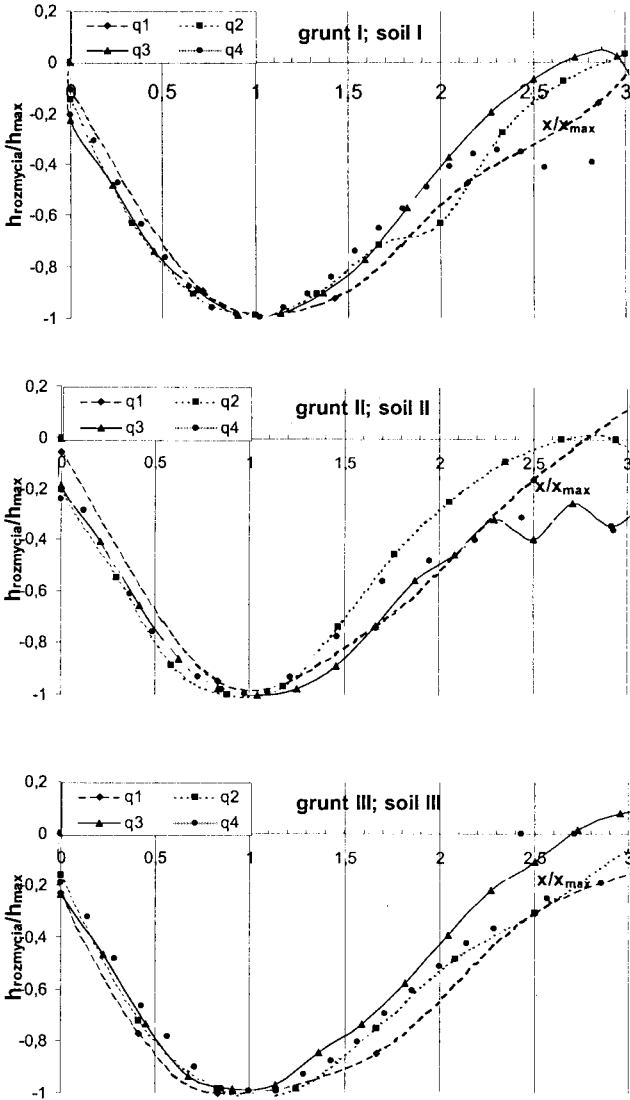 0,2
q1 q2
q3 q4
grunt I; soil I
0
0 0,5 1 1,5 2 2,5 3
x/xmax
-0,2
-0,4
-0,6
-0,8
-1
hrozmycia/hmax
0,2
q1 q2
q3 q4
grunt II; soil II
0
0 0,5 1 1,5 2 2,5 3
x/xmax
-0,2
-0,4
-0,6
-0,8
-1
hrozmycia/hmax
0,2
q1 q2
q3 q4
grunt III; soil III
0
0 0,5 1 1,5 2 2,5 3
x/xmax
-0,2
-0,4
-0,6
-0,8
-1
hrozmycia/hmax